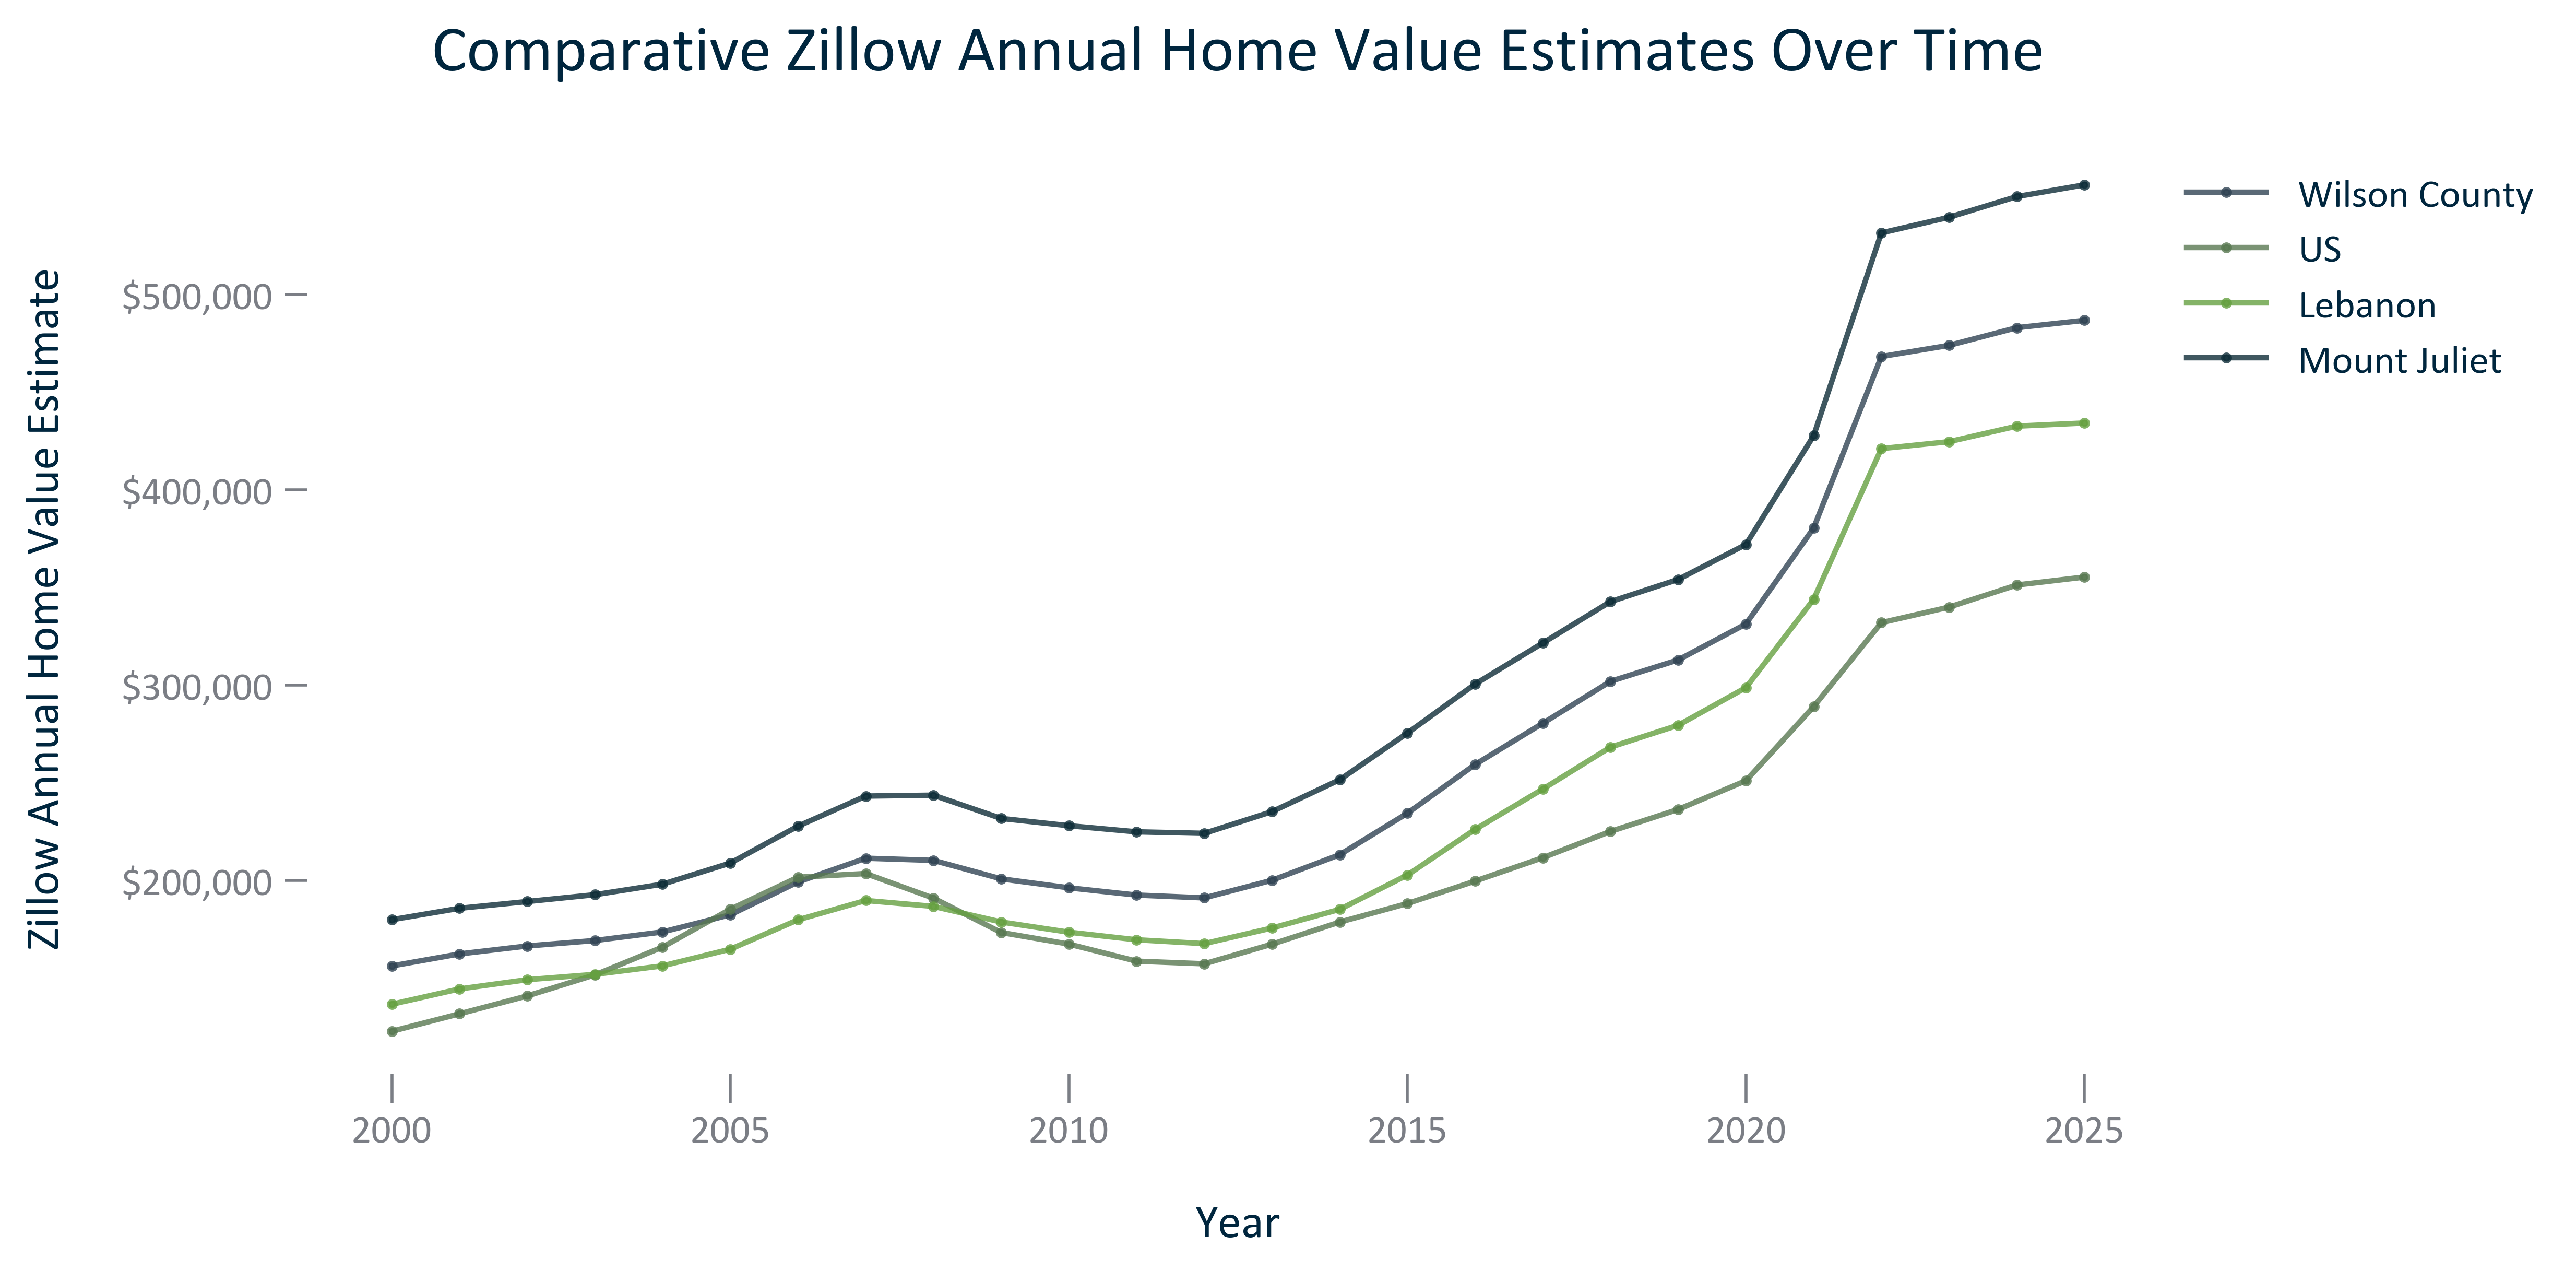 Comparative Zillow Annual Home Value Estimates Over Time
Zillow Annual Home Value Estimate
$500,000
$400,000
$300,000
$200,000
2000
2005
2010
2015
2020
2025
Year
Wilson County
US
Lebanon
Mount Juliet